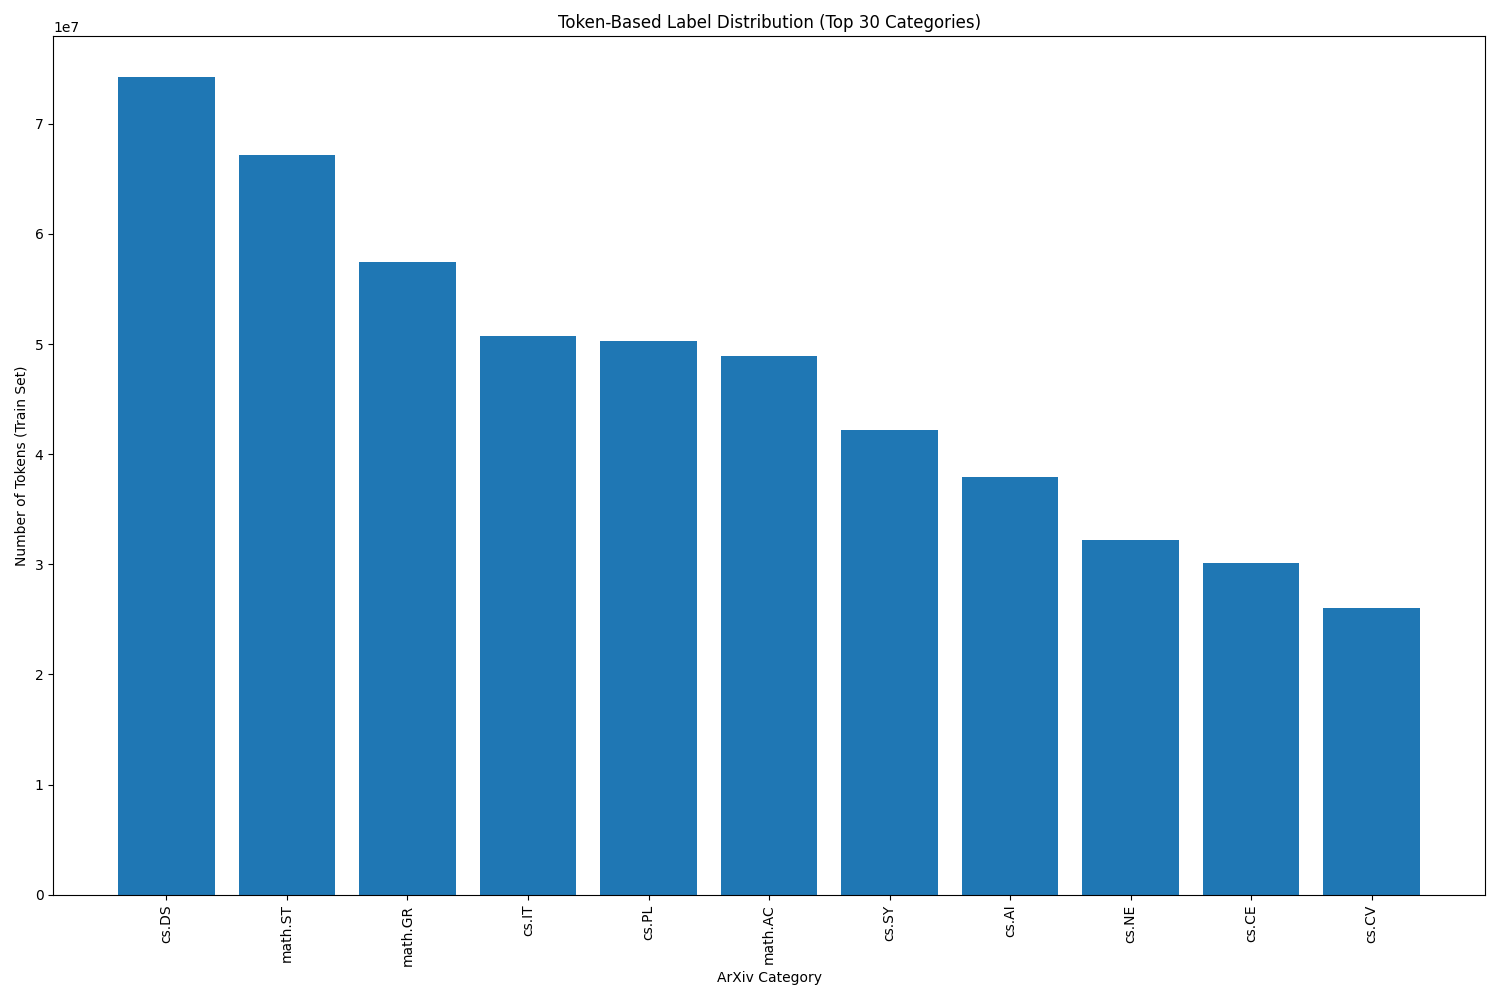 Token-Based Label Distribution (Top 30 Categories)
1e7
7
6
5
4
3
2
1
0
Number of Tokens (Train Set)
cs.DS
math.ST
math.GR
cs.IT
cs.PL
math.AC
cs.SY
cs.AI
cs.NE
cs.CE
cs.CV
ArXiv Category